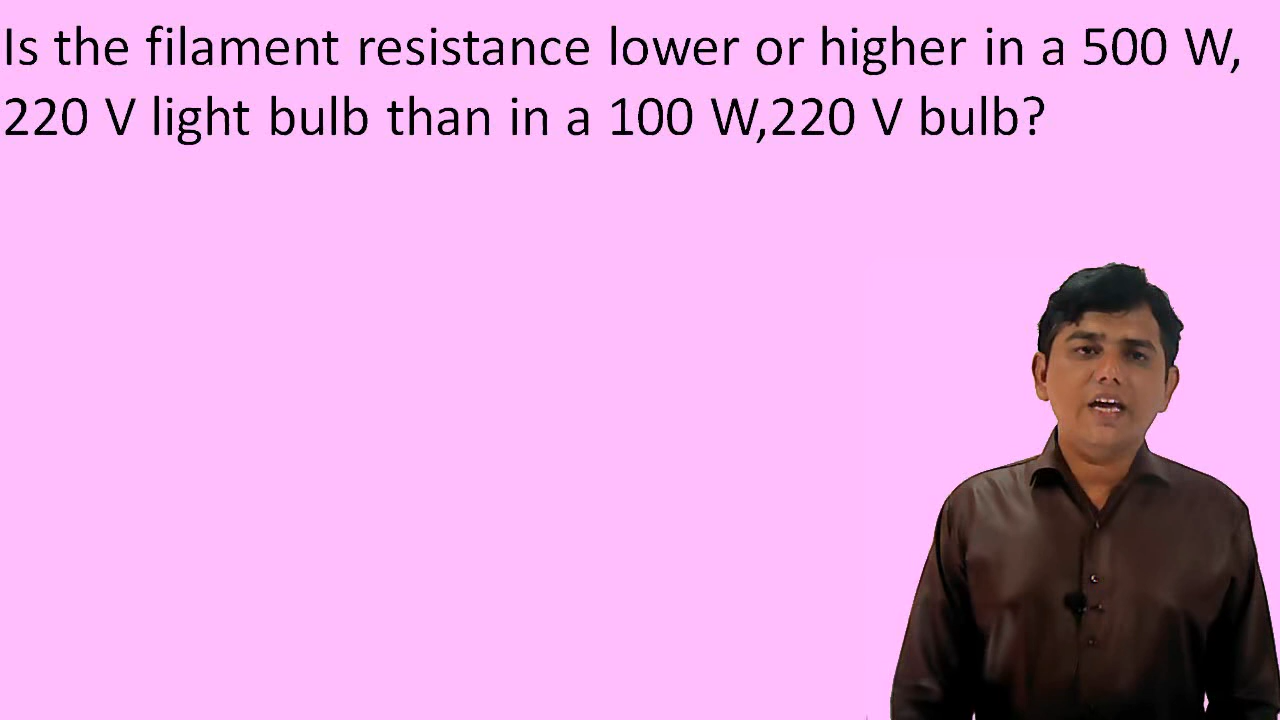 Is the filament resistance lower or higher in a 500 W,
220 V light bulb than in a 100 W,220 V bulb?